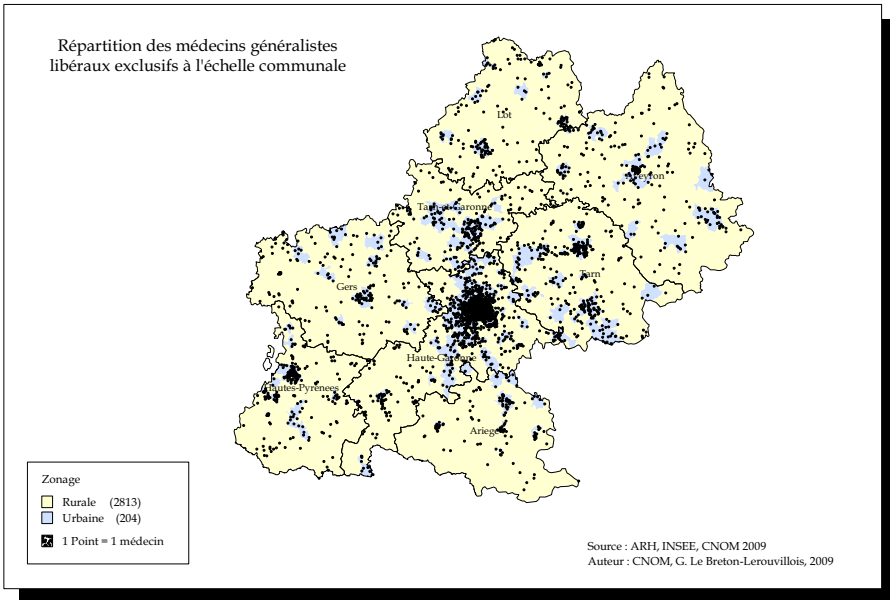 Répartition des médecins généralistes
libéraux exclusifs à l'échelle communale
Lot
Aveyron
Tarn-et-Garonne
Tarn
Gers
Haute-Garonne
Hautes-Pyrenees
Ariege
Zonage
Rurale (2813)
Urbaine (204)
1 Point = 1 médecin
Source : ARH, INSEE, CNOM 2009
Auteur : CNOM, G. Le Breton-Lerouvillois, 2009